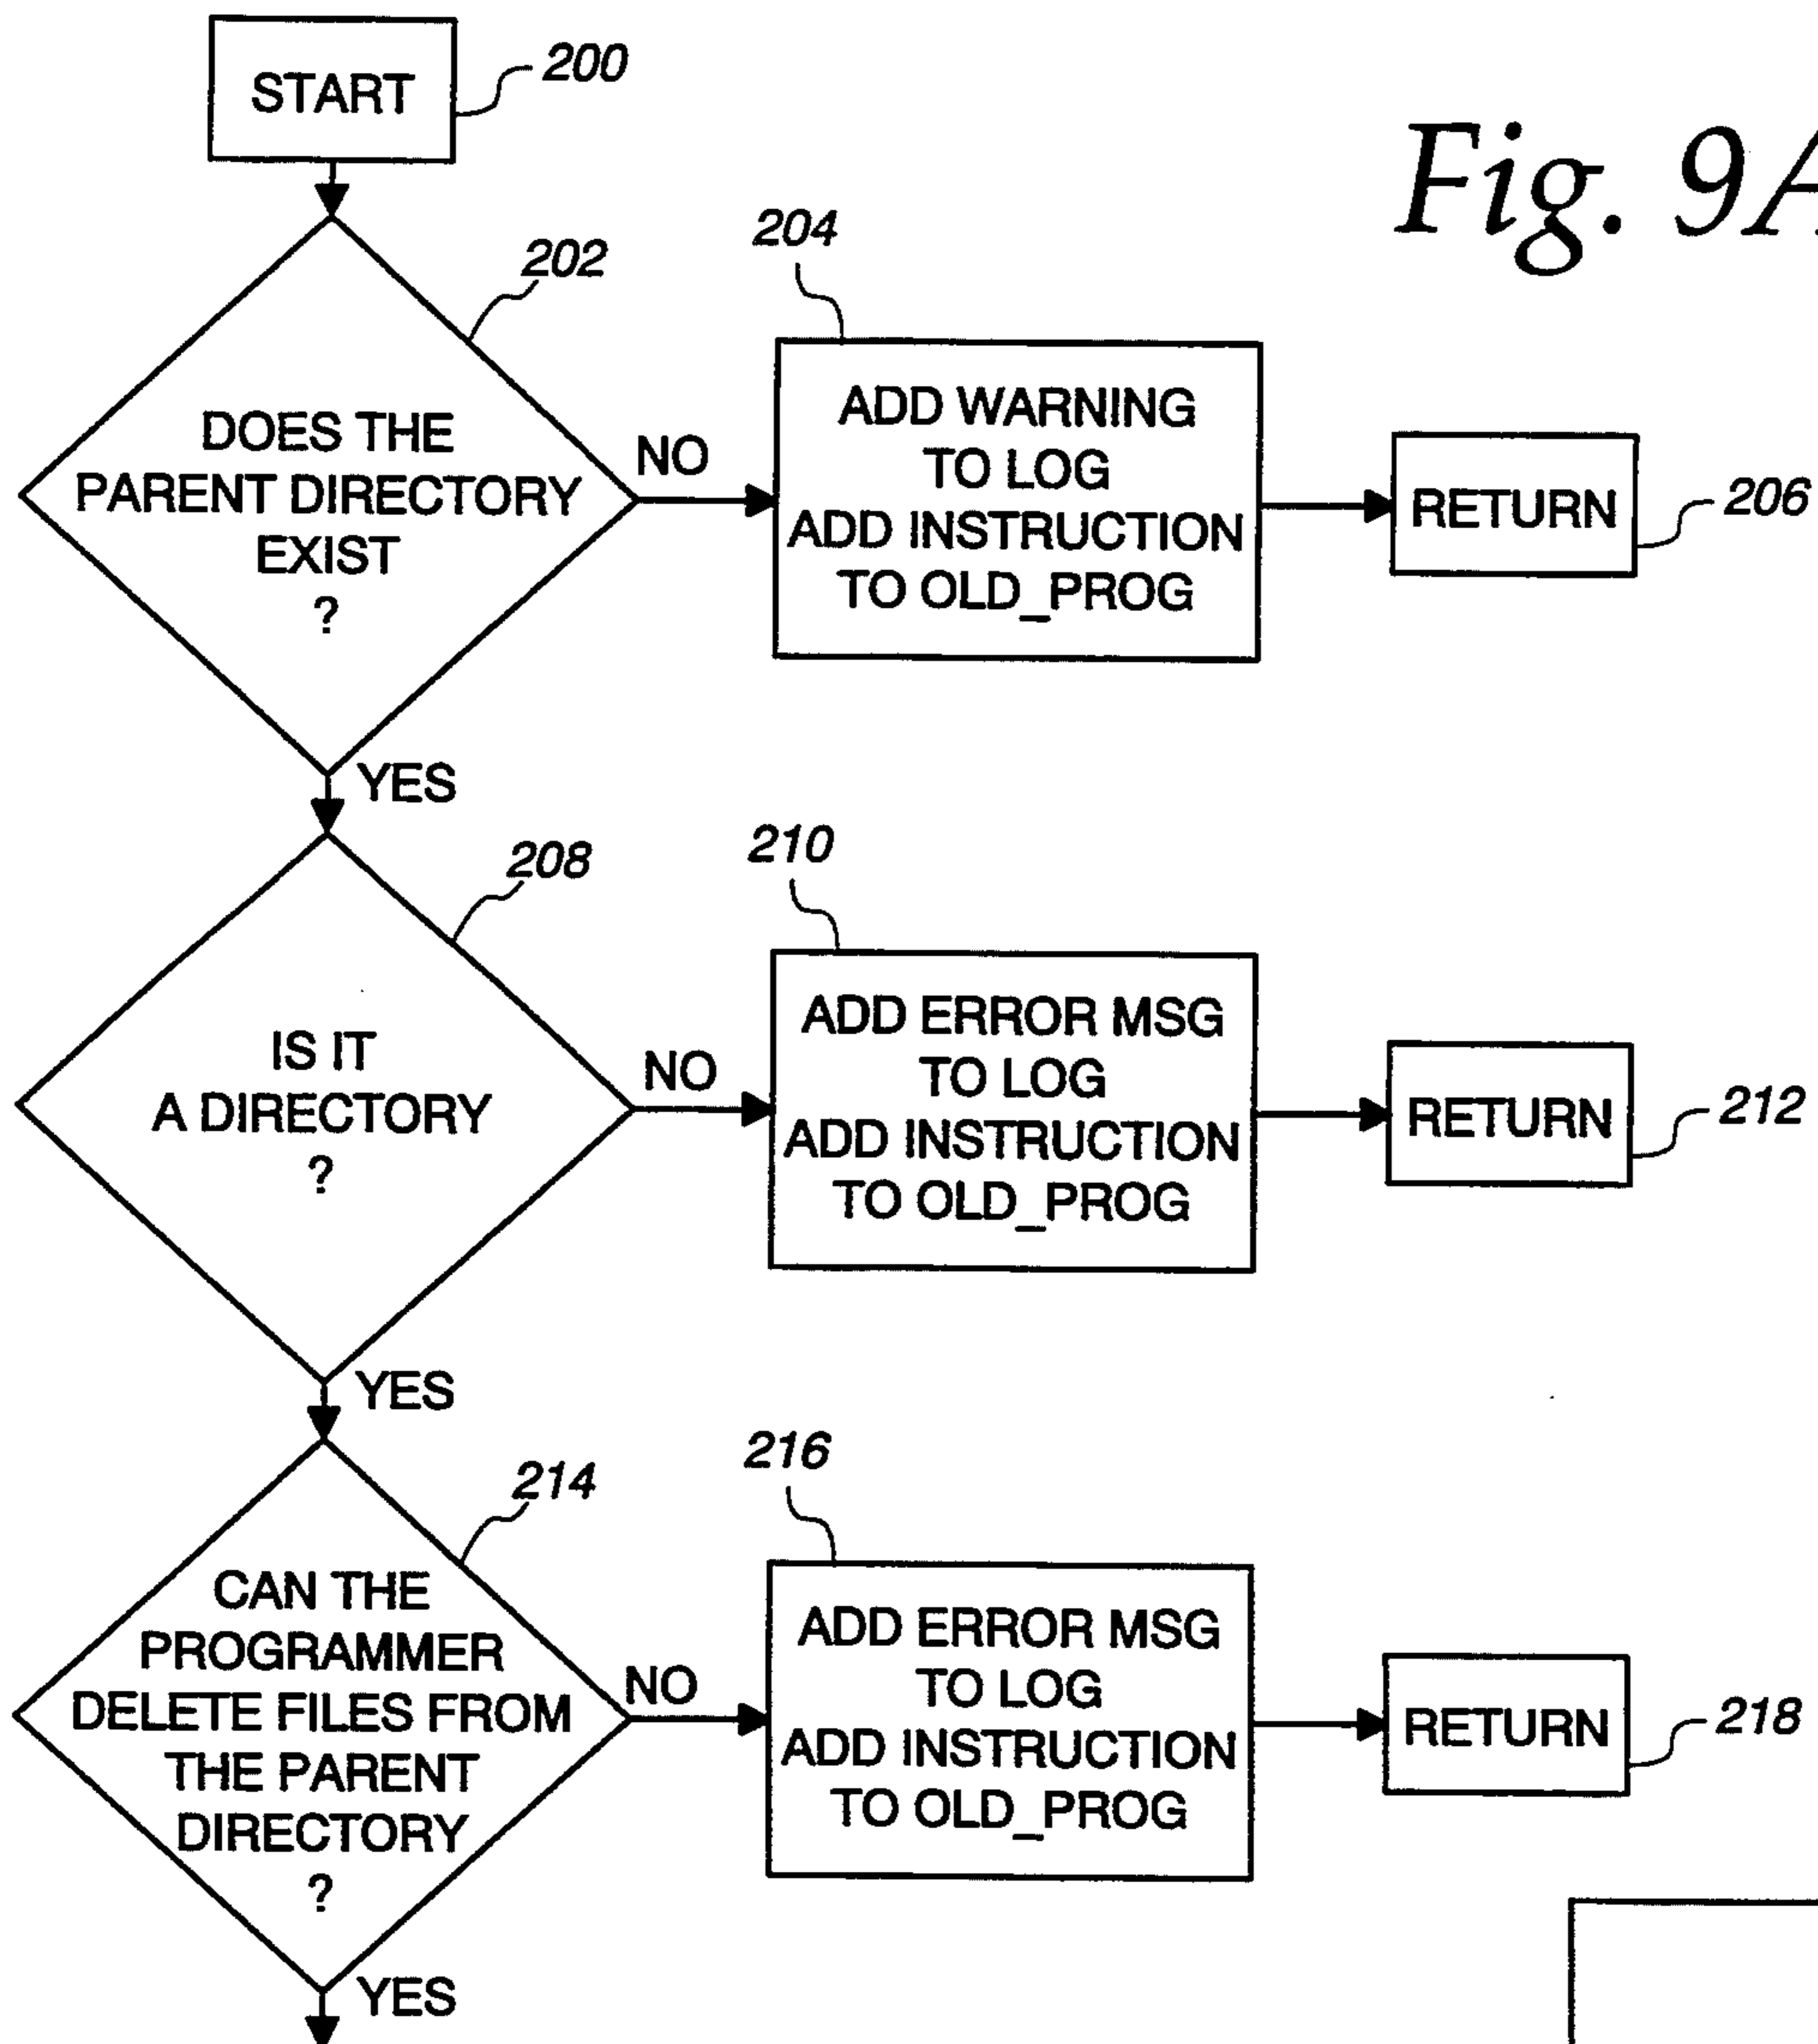 START
200
Fig. 9A
202
204
DOES THE
PARENT DIRECTORY
EXIST
?
NO
ADD WARNING
TO LOG
ADD INSTRUCTION
TO OLD_PROG
RETURN
206
YES
208
210
IS IT
A DIRECTORY
?
NO
ADD ERROR MSG
TO LOG
ADD INSTRUCTION
TO OLD_PROG
RETURN
212
YES
214
216
CAN THE
PROGRAMMER
DELETE FILES FROM
THE PARENT
DIRECTORY
?
NO
ADD ERROR MSG
TO LOG
ADD INSTRUCTION
TO OLD_PROG
RETURN
218
YES